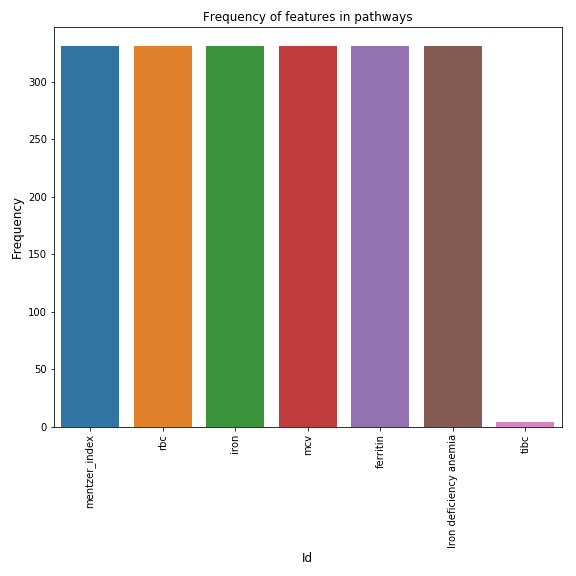 Frequency of features in pathways
Frequency
300
250
200
150
100
50
0
mentzer_index
rbc
iron
mcv
ferritin
Iron deficiency anemia
tibc
Id